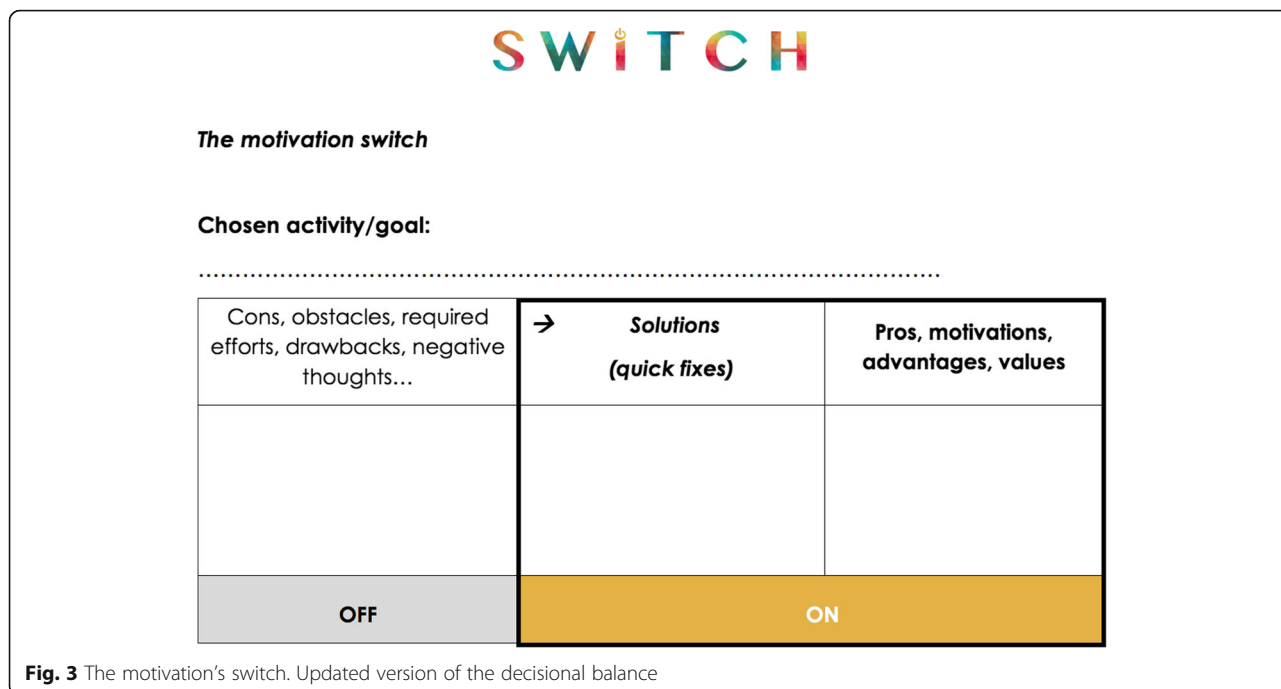 SWiTCH
The motivation switch
Chosen activity/goal:
....................................................................................................
Cons, obstacles, required
efforts, drawbacks, negative
thoughts…
→ Solutions
(quick fixes)
Pros, motivations,
advantages, values
OFF
ON
Fig. 3 The motivation's switch. Updated version of the decisional balance